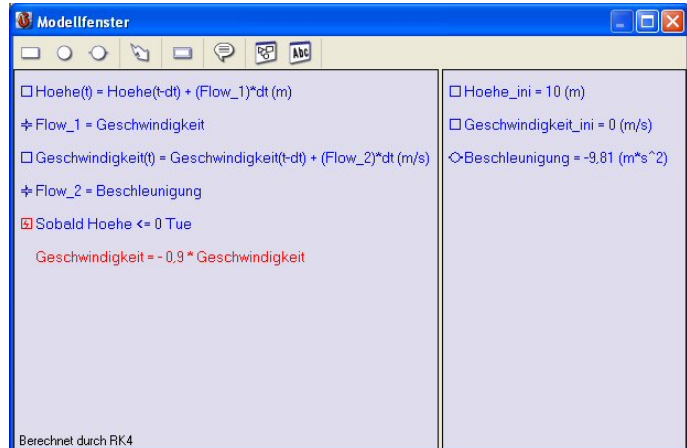 Modellfenster
Abc
Hoehe(t) = Hoehe(t-dt) + (Flow_1)*dt (m)
Flow_1 = Geschwindigkeit
Geschwindigkeit(t) = Geschwindigkeit(t-dt) + (Flow_2)*dt (m/s)
Flow_2 = Beschleunigung
Sobald Hoehe <= 0 Tue
Geschwindigkeit = - 0,9 * Geschwindigkeit
Berechnet durch RK4
Hoehe_ini = 10 (m)
Geschwindigkeit_ini = 0 (m/s)
Beschleunigung = -9,81 (m*s^2)